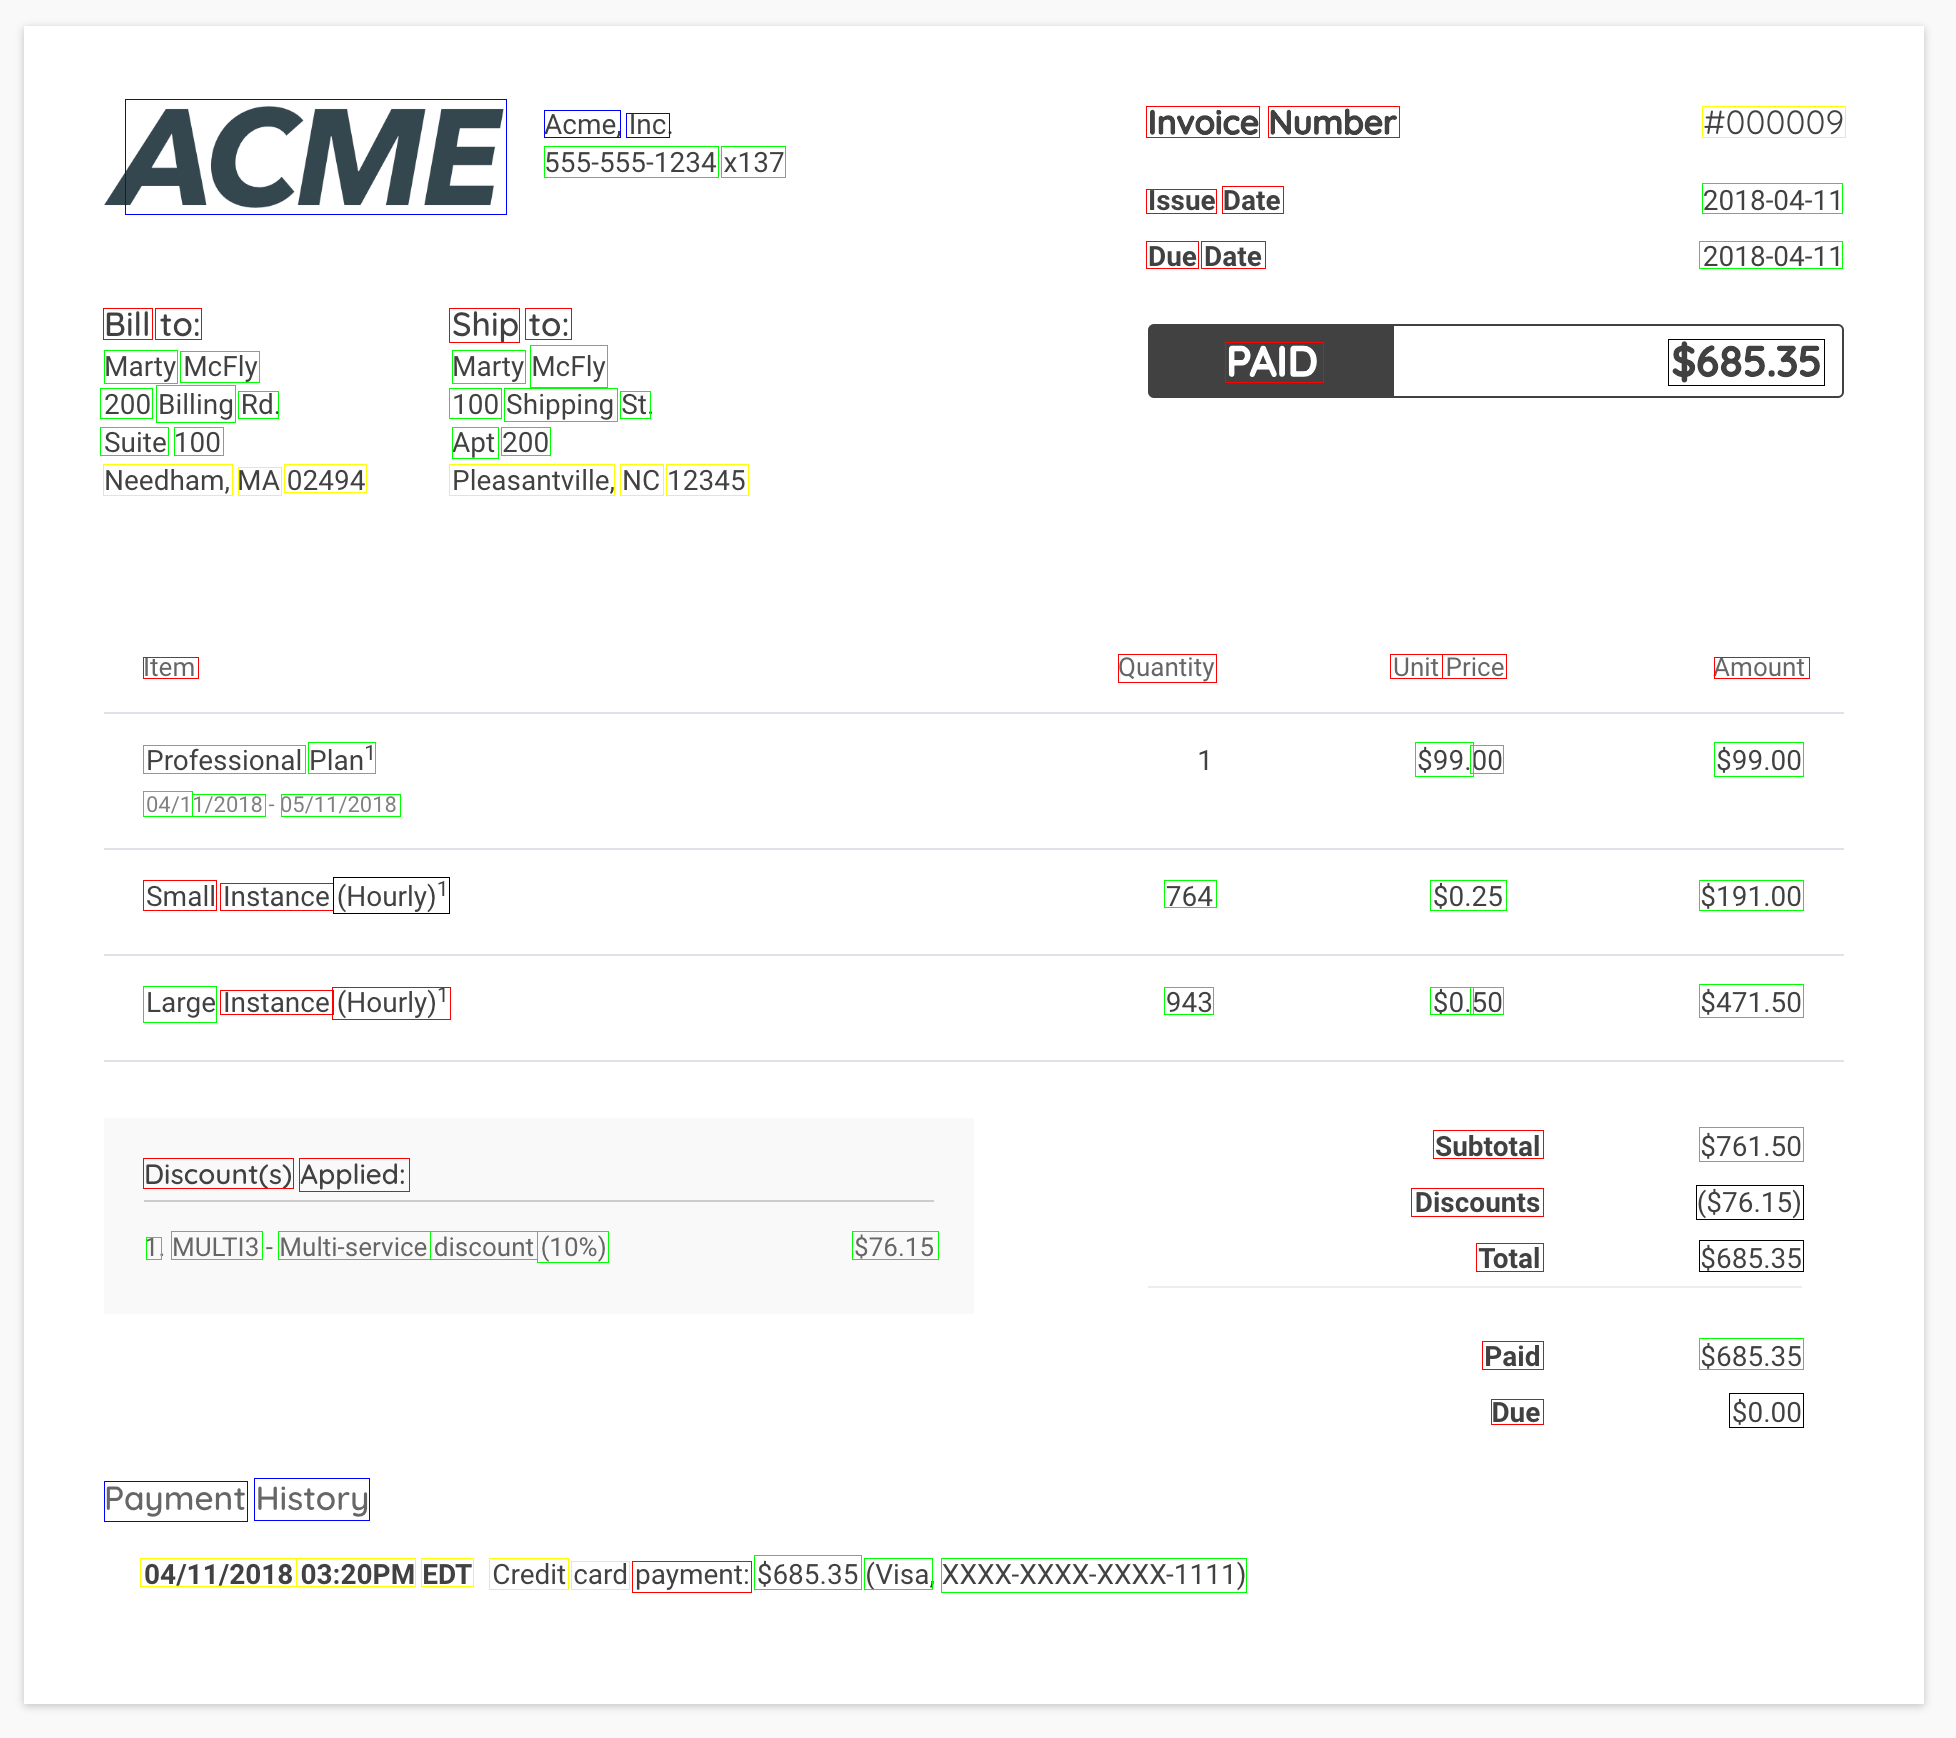 ACME
Acme, Inc.
555-555-1234 x137
Invoice Number #000009
Issue Date 2018-04-11
Due Date 2018-04-11
PAID $685.35
Bill to:
Marty McFly
200 Billing Rd.
Suite 100
Needham, MA 02494
Ship to:
Marty McFly
100 Shipping St.
Apt 200
Pleasantville, NC 12345
Item Quantity Unit Price Amount
Professional Plan¹ 1 $99.00 $99.00
04/11/2018 - 05/11/2018
Small Instance (Hourly)¹ 764 $0.25 $191.00
Large Instance (Hourly)¹ 943 $0.50 $471.50
Discount(s) Applied:
1. MULTI3 - Multi-service discount (10%) $76.15
Subtotal $761.50
Discounts ($76.15)
Total $685.35
Paid $685.35
Due $0.00
Payment History
04/11/2018 03:20PM EDT Credit card payment: $685.35 (Visa, XXXX-XXXX-XXXX-1111)